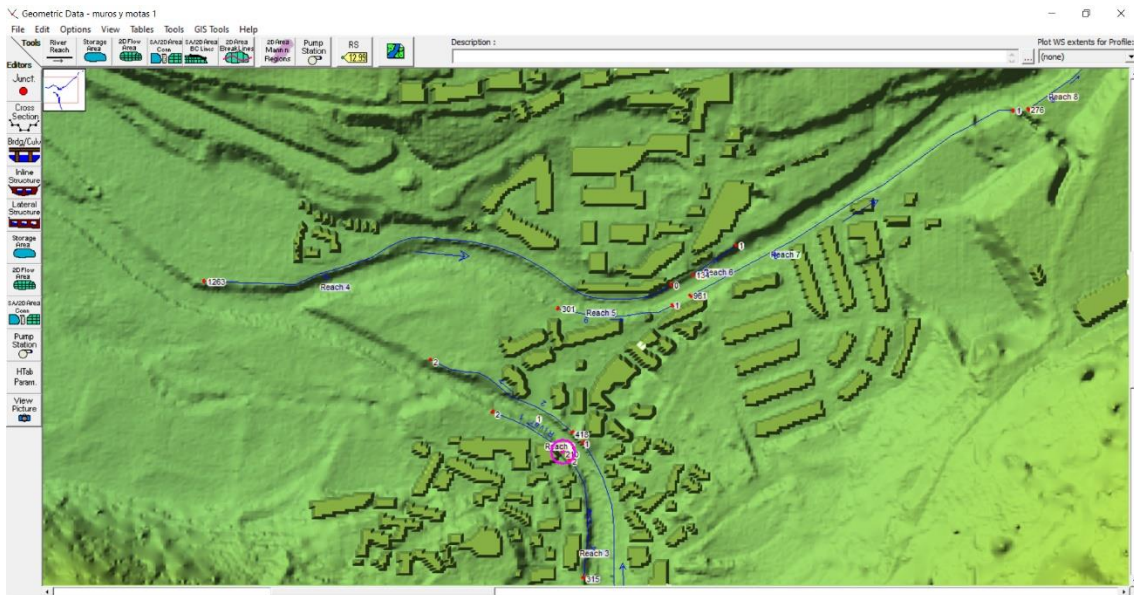 Geometric Data - muros y motas 1
File Edit Options View Tables Tools GIS Tools Help
Tools
River
Reach
Storage
Area
2D Flow
Area
SA/2D Area
Conn
SA/2D Area
BC Lines
2D Area
BreakLines
2D Area
Mann n
Regions
Pump
Station
RS
Description :
...
Plot WS extents for Profile:
(none)
Editors
Junct.
Cross
Section
Brdg/Culv
Inline
Structure
Lateral
Structure
Storage
Area
2D Flow
Area
SA/2D Area
Conn
Pump
Station
HTab
Param.
View
Picture
1
276
Reach 8
1263
Reach 4
1
134
Reach 6
Reach 7
0
301
Reach 5
1
961
2
2
1
415
1
Reach
Reach 3
315